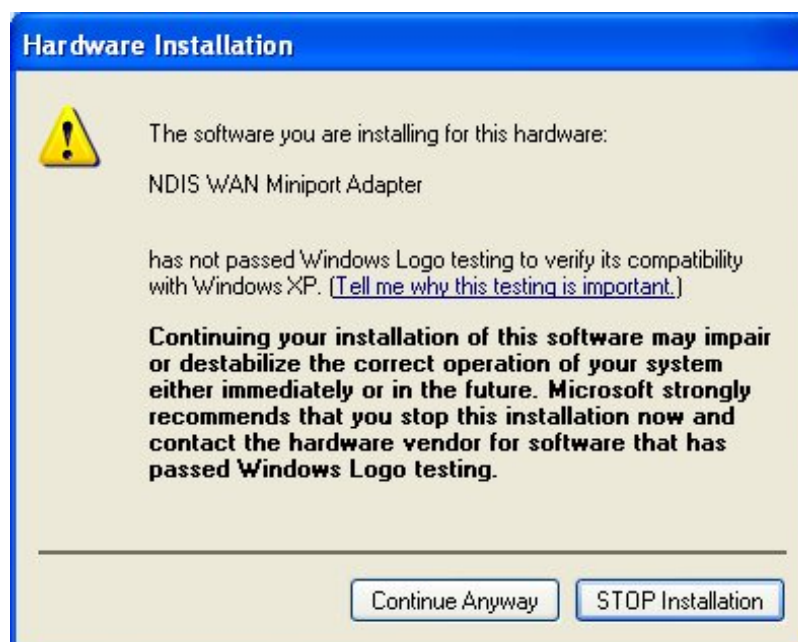 Hardware Installation
The software you are installing for this hardware:
NDIS WAN Miniport Adapter
has not passed Windows Logo testing to verify its compatibility
with Windows XP. (Tell me why this testing is important.)
Continuing your installation of this software may impair
or destabilize the correct operation of your system
either immediately or in the future. Microsoft strongly
recommends that you stop this installation now and
contact the hardware vendor for software that has
passed Windows Logo testing.
Continue Anyway
STOP Installation